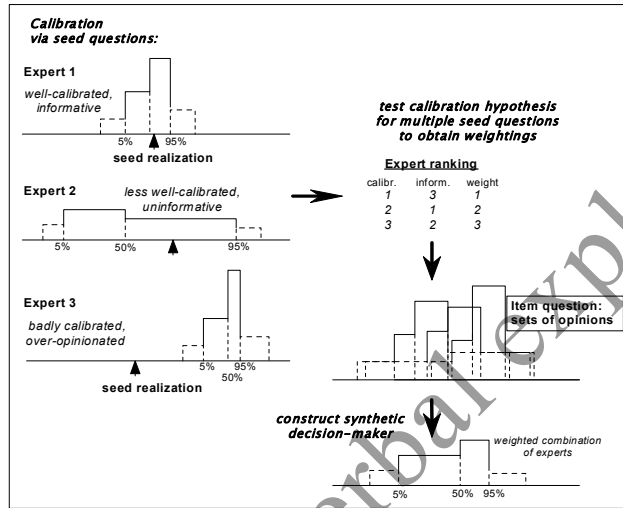 Calibration
via seed questions:
Expert 1
well-calibrated,
informative
5% 95%
seed realization
Expert 2
less well-calibrated,
uninformative
5% 50% 95%
Expert 3
badly calibrated,
over-opinionated
5% 95%
50%
seed realization
test calibration hypothesis
for multiple seed questions
to obtain weightings
Expert ranking
calibr. inform. weight
1 3 1
2 1 2
3 2 3
Item question:
sets of opinions
construct synthetic
decision-maker
weighted combination
of experts
5% 50% 95%
erbal expl